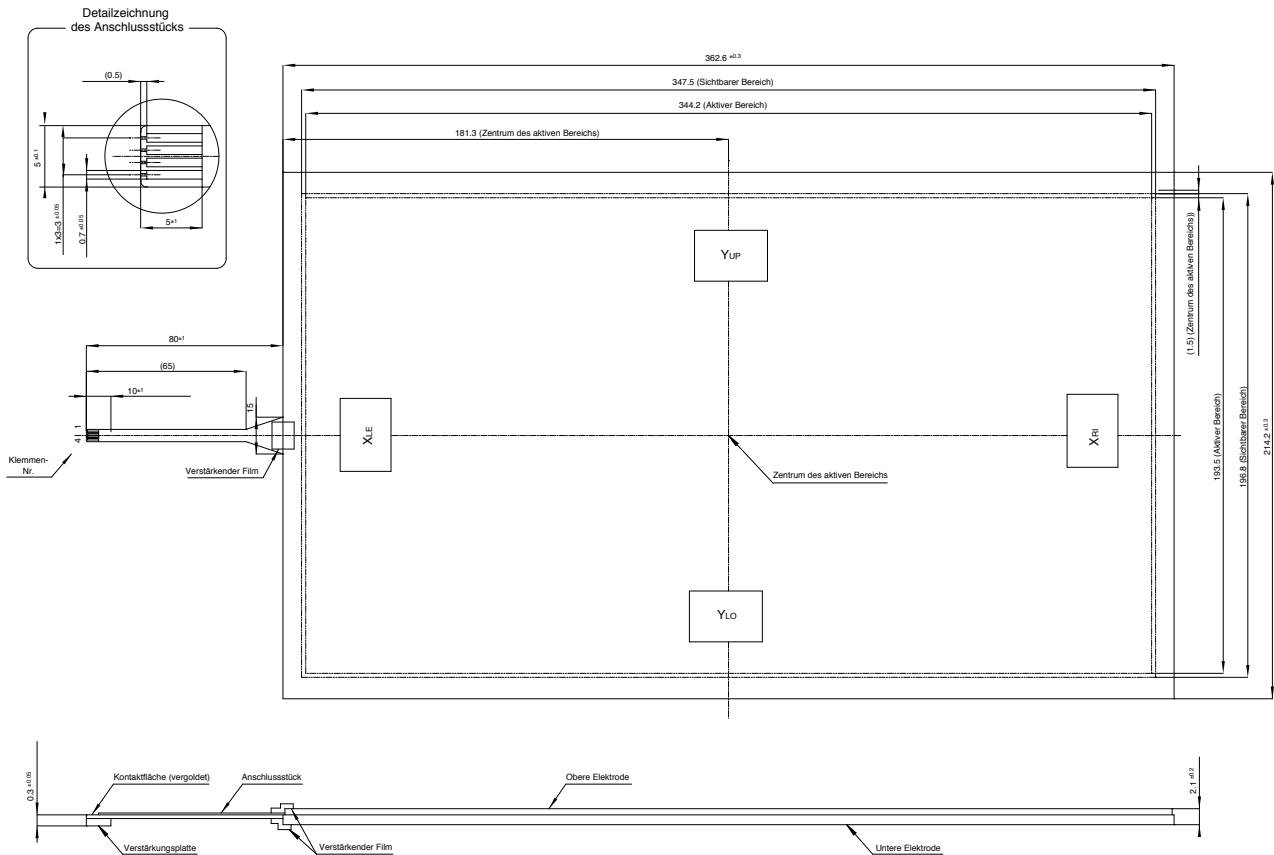 Detailzeichnung
des Anschlussstücks
(0.5)
5 ±0.1
1x3=3 ±0.05
0.7 ±0.05
5±1
362.6 ±0.3
347.5 (Sichtbarer Bereich)
344.2 (Aktiver Bereich)
181.3 (Zentrum des aktiven Bereichs)
(1.5) (Zentrum des aktiven Bereichs))
YUP
80±1
(65)
10±1
15
1
4
Klemmen-
Nr.
Verstärkender Film
XLE
XRI
Zentrum des aktiven Bereichs
193.5 (Aktiver Bereich)
196.8 (Sichtbarer Bereich)
214.2 ±0.3
YLO
0.3 ±0.05
Kontaktfläche (vergoldet)
Anschlussstück
Obere Elektrode
2.1 ±0.2
Verstärkungsplatte
Verstärkender Film
Untere Elektrode